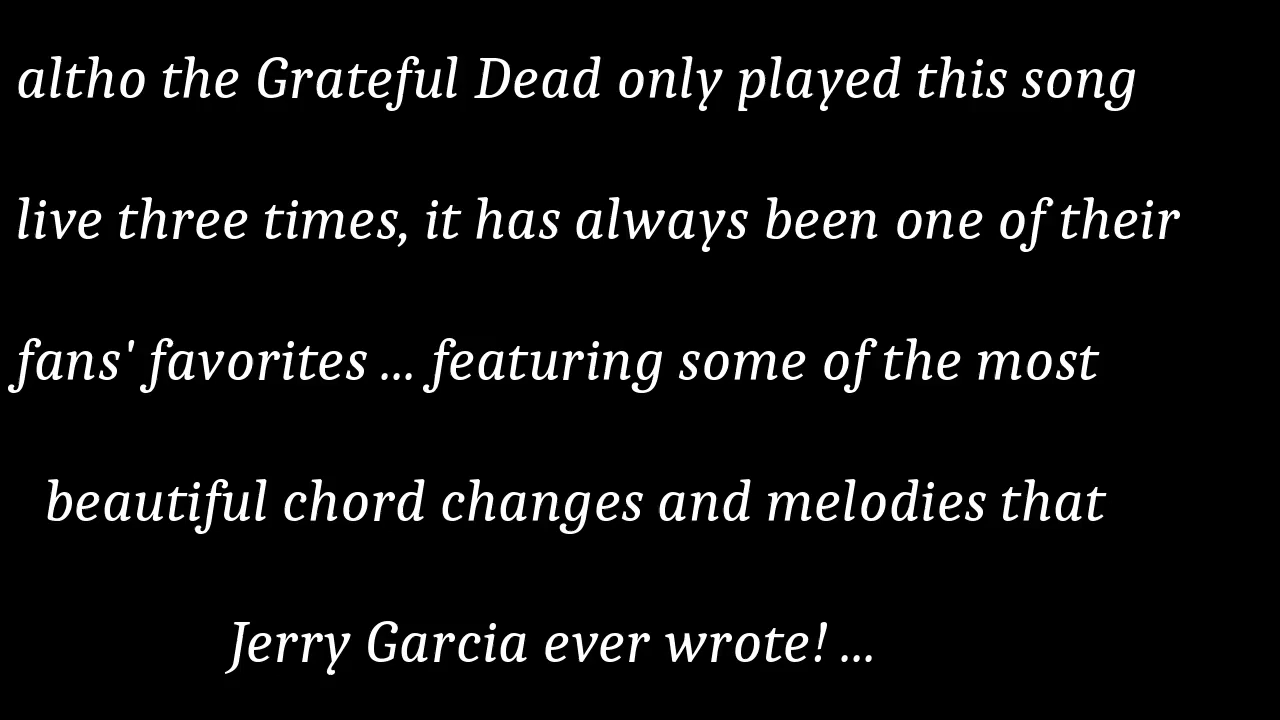 altho the Grateful Dead only played this song
live three times, it has always been one of their
fans' favorites ... featuring some of the most
beautiful chord changes and melodies that
Jerry Garcia ever wrote! ...